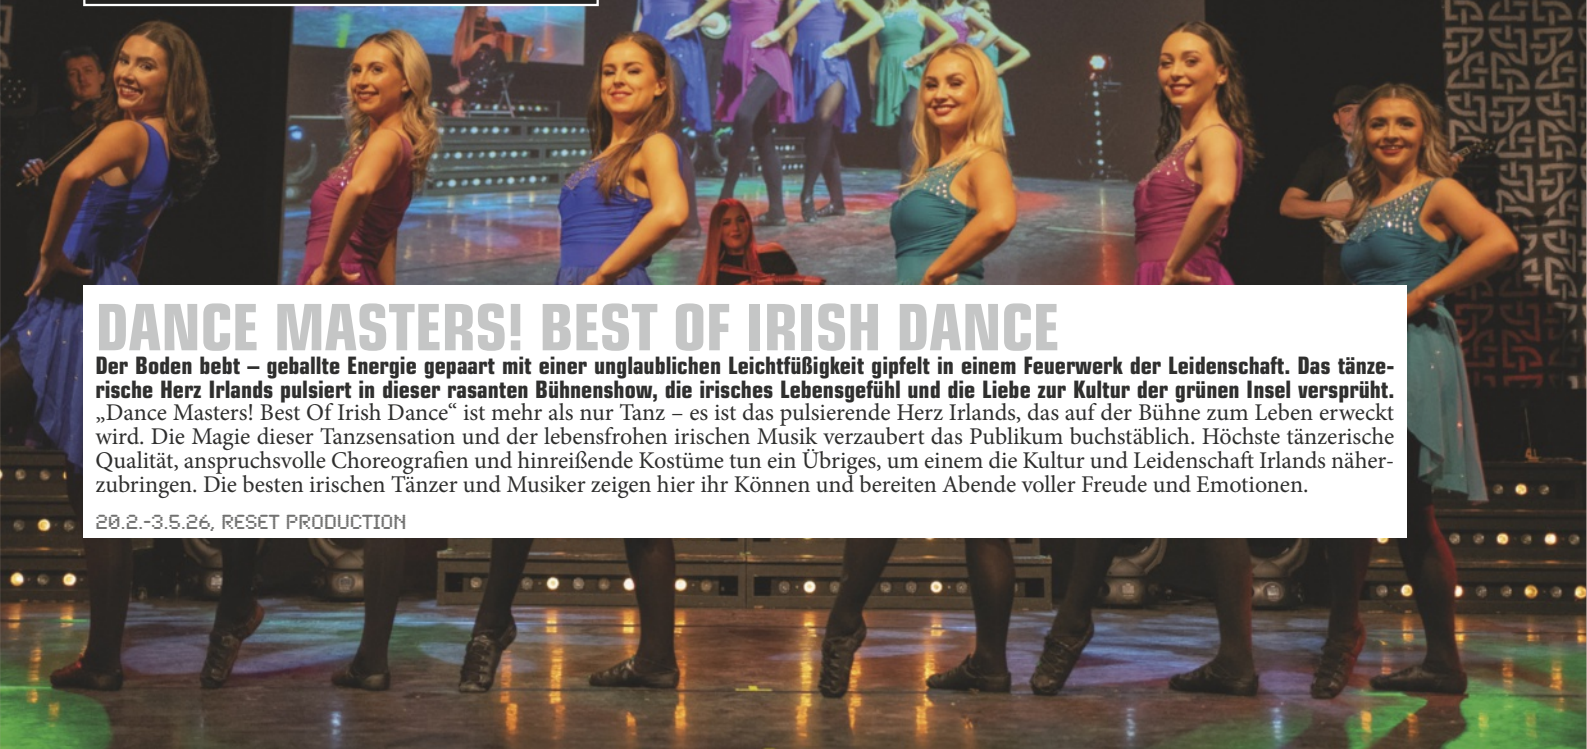 DANCE MASTERS! BEST OF IRISH DANCE
Der Boden bebt – geballte Energie gepaart mit einer unglaublichen Leichtfüßigkeit gipfelt in einem Feuerwerk der Leidenschaft. Das tänze-
rische Herz Irlands pulsiert in dieser rasanten Bühnenshow, die irisches Lebensgefühl und die Liebe zur Kultur der grünen Insel versprüht.
„Dance Masters! Best Of Irish Dance“ ist mehr als nur Tanz – es ist das pulsierende Herz Irlands, das auf der Bühne zum Leben erweckt
wird. Die Magie dieser Tanzsensation und der lebensfrohen irischen Musik verzaubert das Publikum buchstäblich. Höchste tänzerische
Qualität, anspruchsvolle Choreografien und hinreißende Kostüme tun ein Übriges, um einem die Kultur und Leidenschaft Irlands näher-
zubringen. Die besten irischen Tänzer und Musiker zeigen hier ihr Können und bereiten Abende voller Freude und Emotionen.
20.2.-3.5.26, RESET PRODUCTION